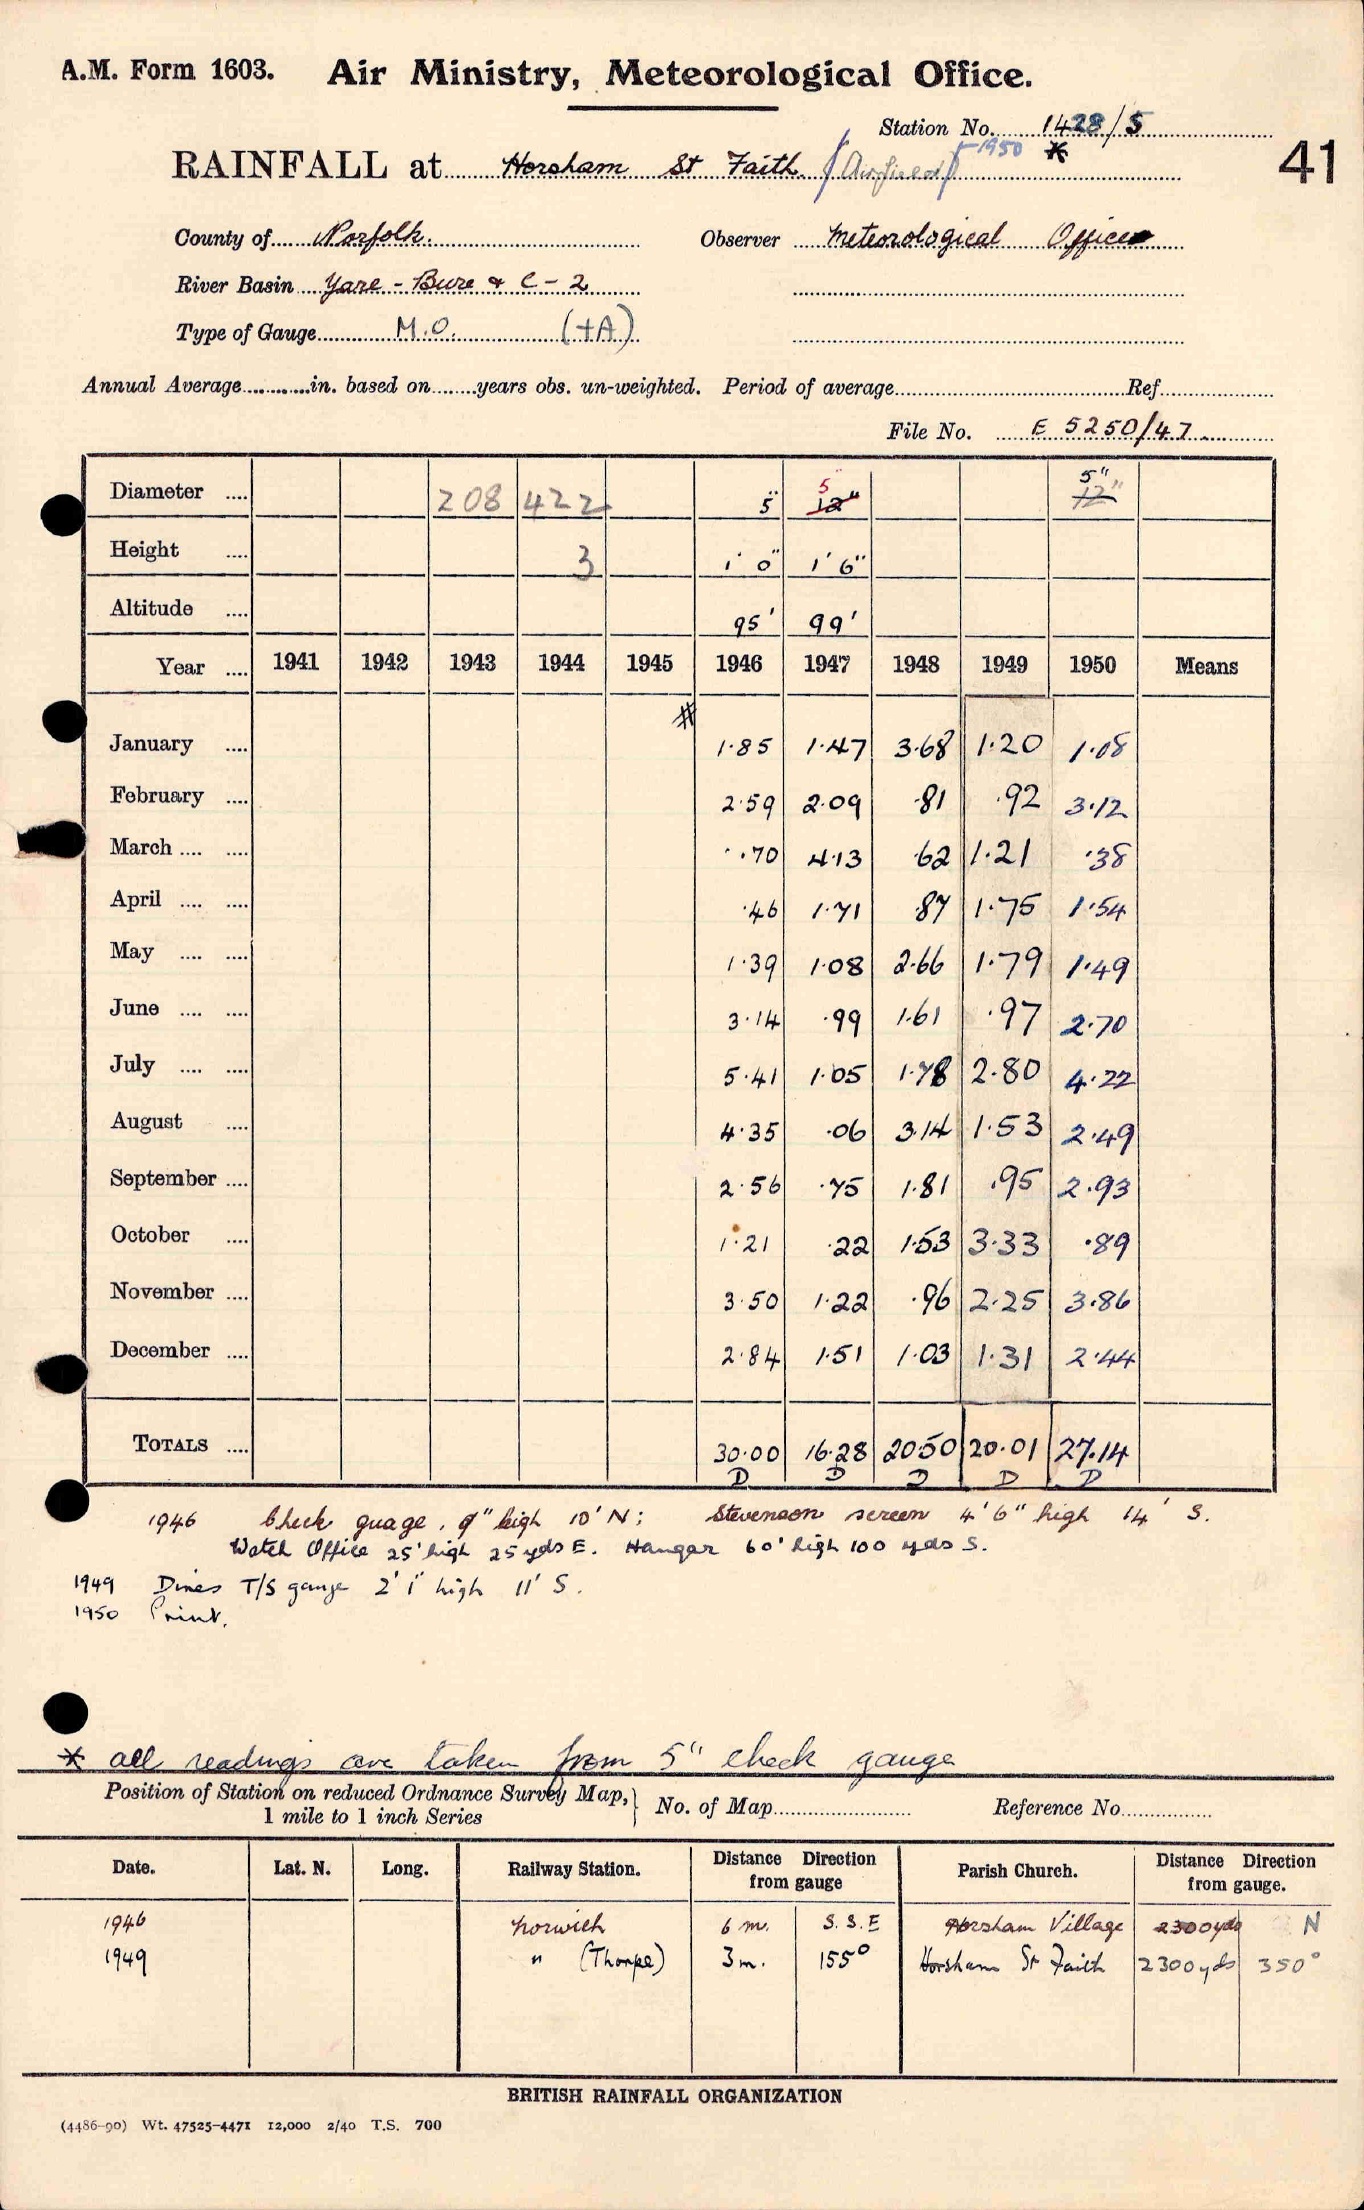 A.M. Form 1603. Air Ministry, Meteorological Office.
Station No. 1428/5
RAINFALL at Horsham St Faith. (Airfield) 1950 *
41
County of Norfolk. Observer Meteorological Office
River Basin Yare - Bure & C - 2
Type of Gauge M.O. (+A)
Annual Average in. based on years obs. un-weighted. Period of average Ref.
File No. E 5250/47
Diameter 208 422 5" 5 12" 5" 12"
Height 3 1' 0" 1' 6"
Altitude 95' 99'
Year 1941 1942 1943 1944 1945 1946 1947 1948 1949 1950 Means
#
January 1.85 1.47 3.68 1.20 1.08
February 2.59 2.09 .81 .92 3.12
March .70 4.13 .62 1.21 .38
April .46 1.71 .87 1.75 1.54
May 1.39 1.08 2.66 1.79 1.49
June 3.14 .99 1.61 .97 2.70
July 5.41 1.05 1.78 2.80 4.22
August 4.35 .06 3.14 1.53 2.49
September 2.56 .75 1.81 .95 2.93
October 1.21 .22 1.53 3.33 .89
November 3.50 1.22 .96 2.25 3.86
December 2.84 1.51 1.03 1.31 2.44
TOTALS 30.00 16.28 20.50 20.01 27.14
D D D D D
1946 Check guage. 9" high 10' N; Stevenson screen 4' 6" high 14' S.
Watch Office 25' high 25 yds E. Hangar 60' high 100 yds S.
1949 Dines T/S gauge 2' 1" high 11' S.
1950 Print.
* all readings are taken from 5" check gauge
Position of Station on reduced Ordnance Survey Map, 1 mile to 1 inch Series } No. of Map Reference No.
Date. Lat. N. Long. Railway Station. Distance Direction from gauge Parish Church. Distance Direction from gauge.
1946 Norwich 6 m. S.S.E Horsham Village 2300 yds N
1949 " (Thorpe) 3 m. 155° Horsham St Faith 2300 yds 350°
BRITISH RAINFALL ORGANIZATION
(4486-90) Wt. 47525-4471 12,000 2/40 T.S. 700